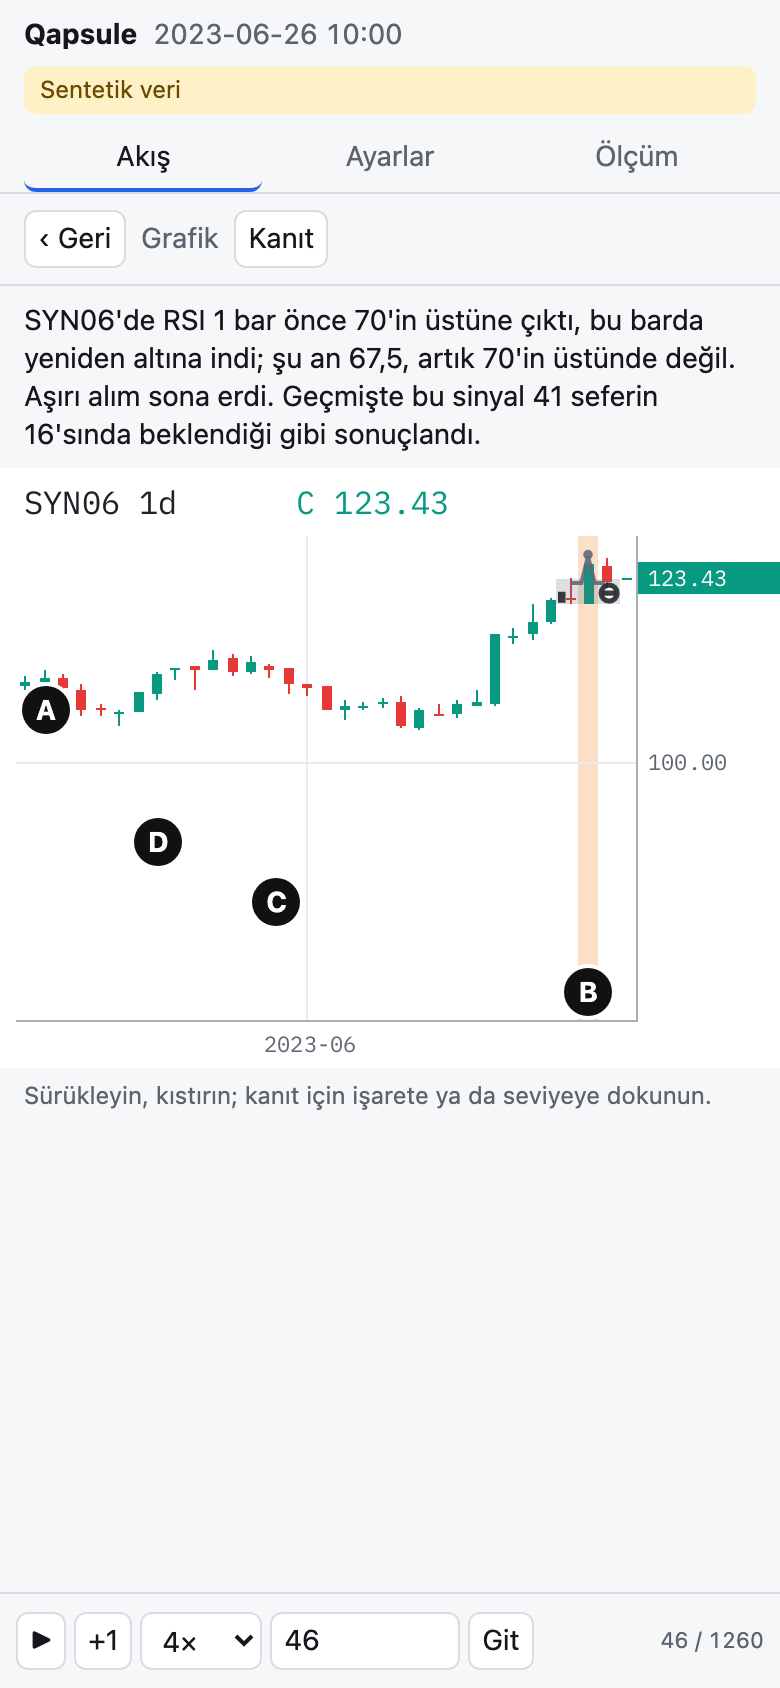 Qapsule 2023-06-26 10:00
Sentetik veri
Akış Ayarlar Ölçüm
‹ Geri Grafik Kanıt
SYN06'de RSI 1 bar önce 70'in üstüne çıktı, bu barda
yeniden altına indi; şu an 67,5, artık 70'in üstünde değil.
Aşırı alım sona erdi. Geçmişte bu sinyal 41 seferin
16'sında beklendiği gibi sonuçlandı.
SYN06 1d C 123.43
123.43
A
100.00
D
C
B
2023-06
Sürükleyin, kıstırın; kanıt için işarete ya da seviyeye dokunun.
+1 4× 46 Git 46 / 1260